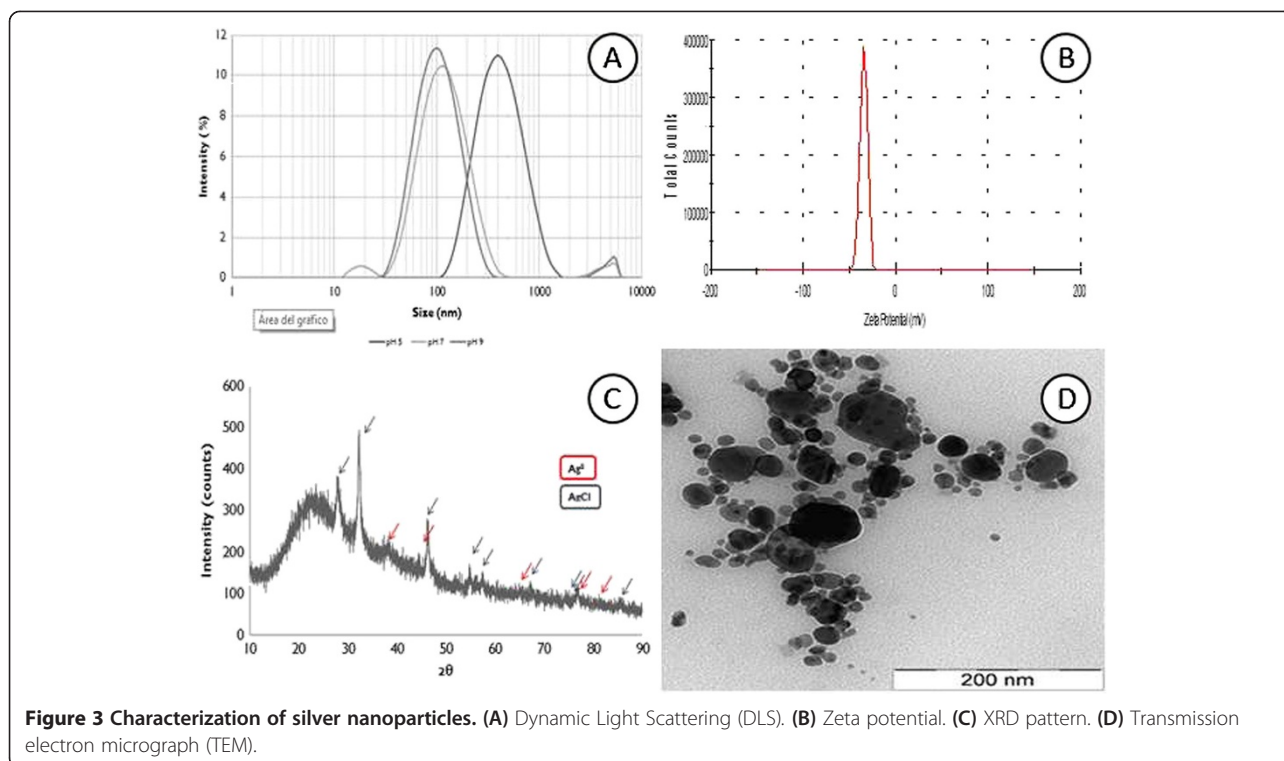 12
10
8
6
4
2
0
Intensity (%)
1
10
100
1000
10000
Size (nm)
Área del gráfico
pH 5
pH 7
pH 9
A
400000
300000
200000
100000
0
Total Counts
-200
-100
0
100
200
Zeta Potential (mV)
B
600
500
400
300
200
100
0
Intensity (counts)
10
20
30
40
50
60
70
80
90
2θ
Ag⁰
AgCl
C
D
200 nm
Figure 3 Characterization of silver nanoparticles. (A) Dynamic Light Scattering (DLS). (B) Zeta potential. (C) XRD pattern. (D) Transmission
electron micrograph (TEM).